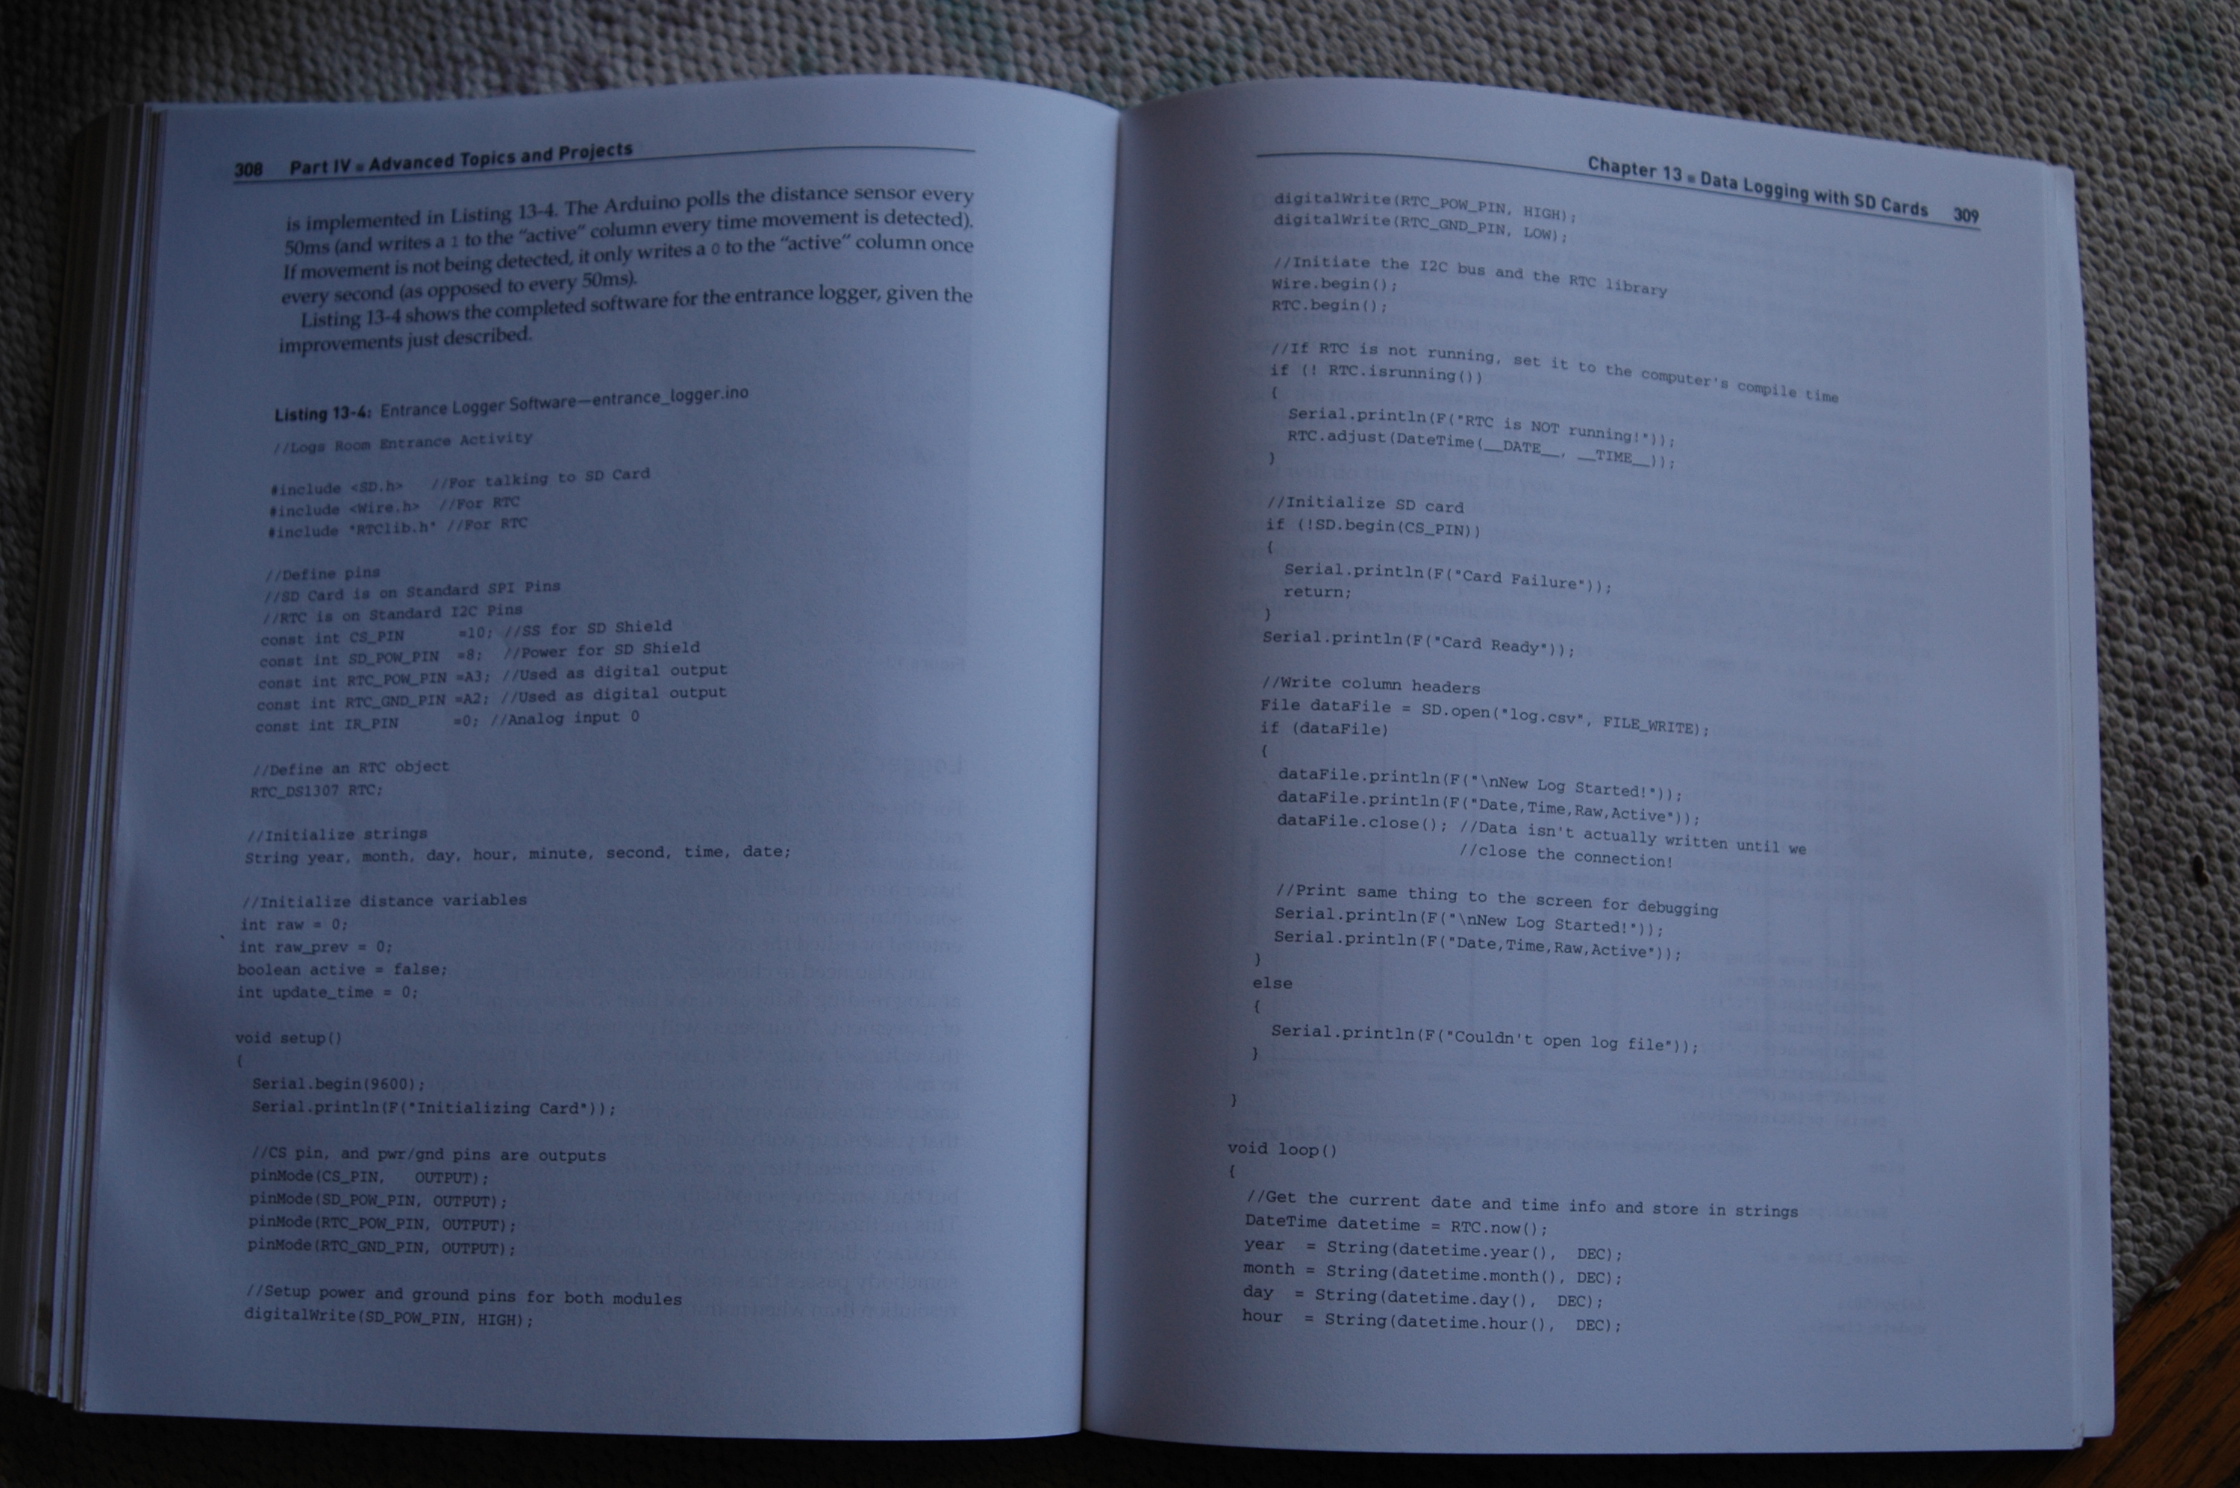 308 Part IV ■ Advanced Topics and Projects
is implemented in Listing 13-4. The Arduino polls the distance sensor every
50ms (and writes a 1 to the “active” column every time movement is detected).
If movement is not being detected, it only writes a 0 to the “active” column once
every second (as opposed to every 50ms).
Listing 13-4 shows the completed software for the entrance logger, given the
improvements just described.
Listing 13-4: Entrance Logger Software—entrance_logger.ino
//Logs Room Entrance Activity
#include <SD.h> //For talking to SD Card
#include <Wire.h> //For RTC
#include "RTClib.h" //For RTC
//Define pins
//SD Card is on Standard SPI Pins
//RTC is on Standard I2C Pins
const int CS_PIN =10; //SS for SD Shield
const int SD_POW_PIN =8; //Power for SD Shield
const int RTC_POW_PIN =A3; //Used as digital output
const int RTC_GND_PIN =A2; //Used as digital output
const int IR_PIN =0; //Analog input 0
//Define an RTC object
RTC_DS1307 RTC;
//Initialize strings
String year, month, day, hour, minute, second, time, date;
//Initialize distance variables
int raw = 0;
int raw_prev = 0;
boolean active = false;
int update_time = 0;
void setup()
{
Serial.begin(9600);
Serial.println(F("Initializing Card"));
//CS pin, and pwr/gnd pins are outputs
pinMode(CS_PIN, OUTPUT);
pinMode(SD_POW_PIN, OUTPUT);
pinMode(RTC_POW_PIN, OUTPUT);
pinMode(RTC_GND_PIN, OUTPUT);
//Setup power and ground pins for both modules
digitalWrite(SD_POW_PIN, HIGH);
Chapter 13 ■ Data Logging with SD Cards 309
digitalWrite(RTC_POW_PIN, HIGH);
digitalWrite(RTC_GND_PIN, LOW);
//Initiate the I2C bus and the RTC library
Wire.begin();
RTC.begin();
//If RTC is not running, set it to the computer's compile time
if (! RTC.isrunning())
{
Serial.println(F("RTC is NOT running!"));
RTC.adjust(DateTime(__DATE__, __TIME__));
}
//Initialize SD card
if (!SD.begin(CS_PIN))
{
Serial.println(F("Card Failure"));
return;
}
Serial.println(F("Card Ready"));
//Write column headers
File dataFile = SD.open("log.csv", FILE_WRITE);
if (dataFile)
{
dataFile.println(F("\nNew Log Started!"));
dataFile.println(F("Date,Time,Raw,Active"));
dataFile.close(); //Data isn't actually written until we
//close the connection!
//Print same thing to the screen for debugging
Serial.println(F("\nNew Log Started!"));
Serial.println(F("Date,Time,Raw,Active"));
}
else
{
Serial.println(F("Couldn't open log file"));
}
}
void loop()
{
//Get the current date and time info and store in strings
DateTime datetime = RTC.now();
year = String(datetime.year(), DEC);
month = String(datetime.month(), DEC);
day = String(datetime.day(), DEC);
hour = String(datetime.hour(), DEC);